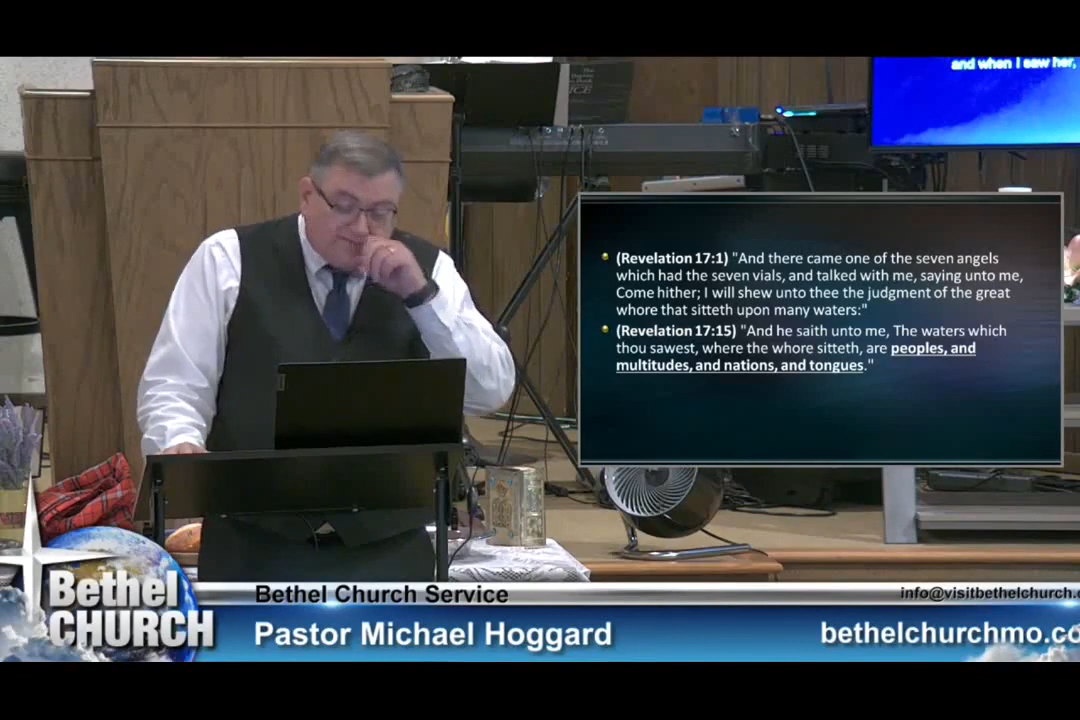 and when I saw her,
ICE
(Revelation 17:1) "And there came one of the seven angels
which had the seven vials, and talked with me, saying unto me,
Come hither; I will shew unto thee the judgment of the great
whore that sitteth upon many waters:"
(Revelation 17:15) "And he saith unto me, The waters which
thou sawest, where the whore sitteth, are peoples, and
multitudes, and nations, and tongues."
Bethel
CHURCH
Bethel Church Service
info@visitbethelchurch.
Pastor Michael Hoggard
bethelchurchmo.co